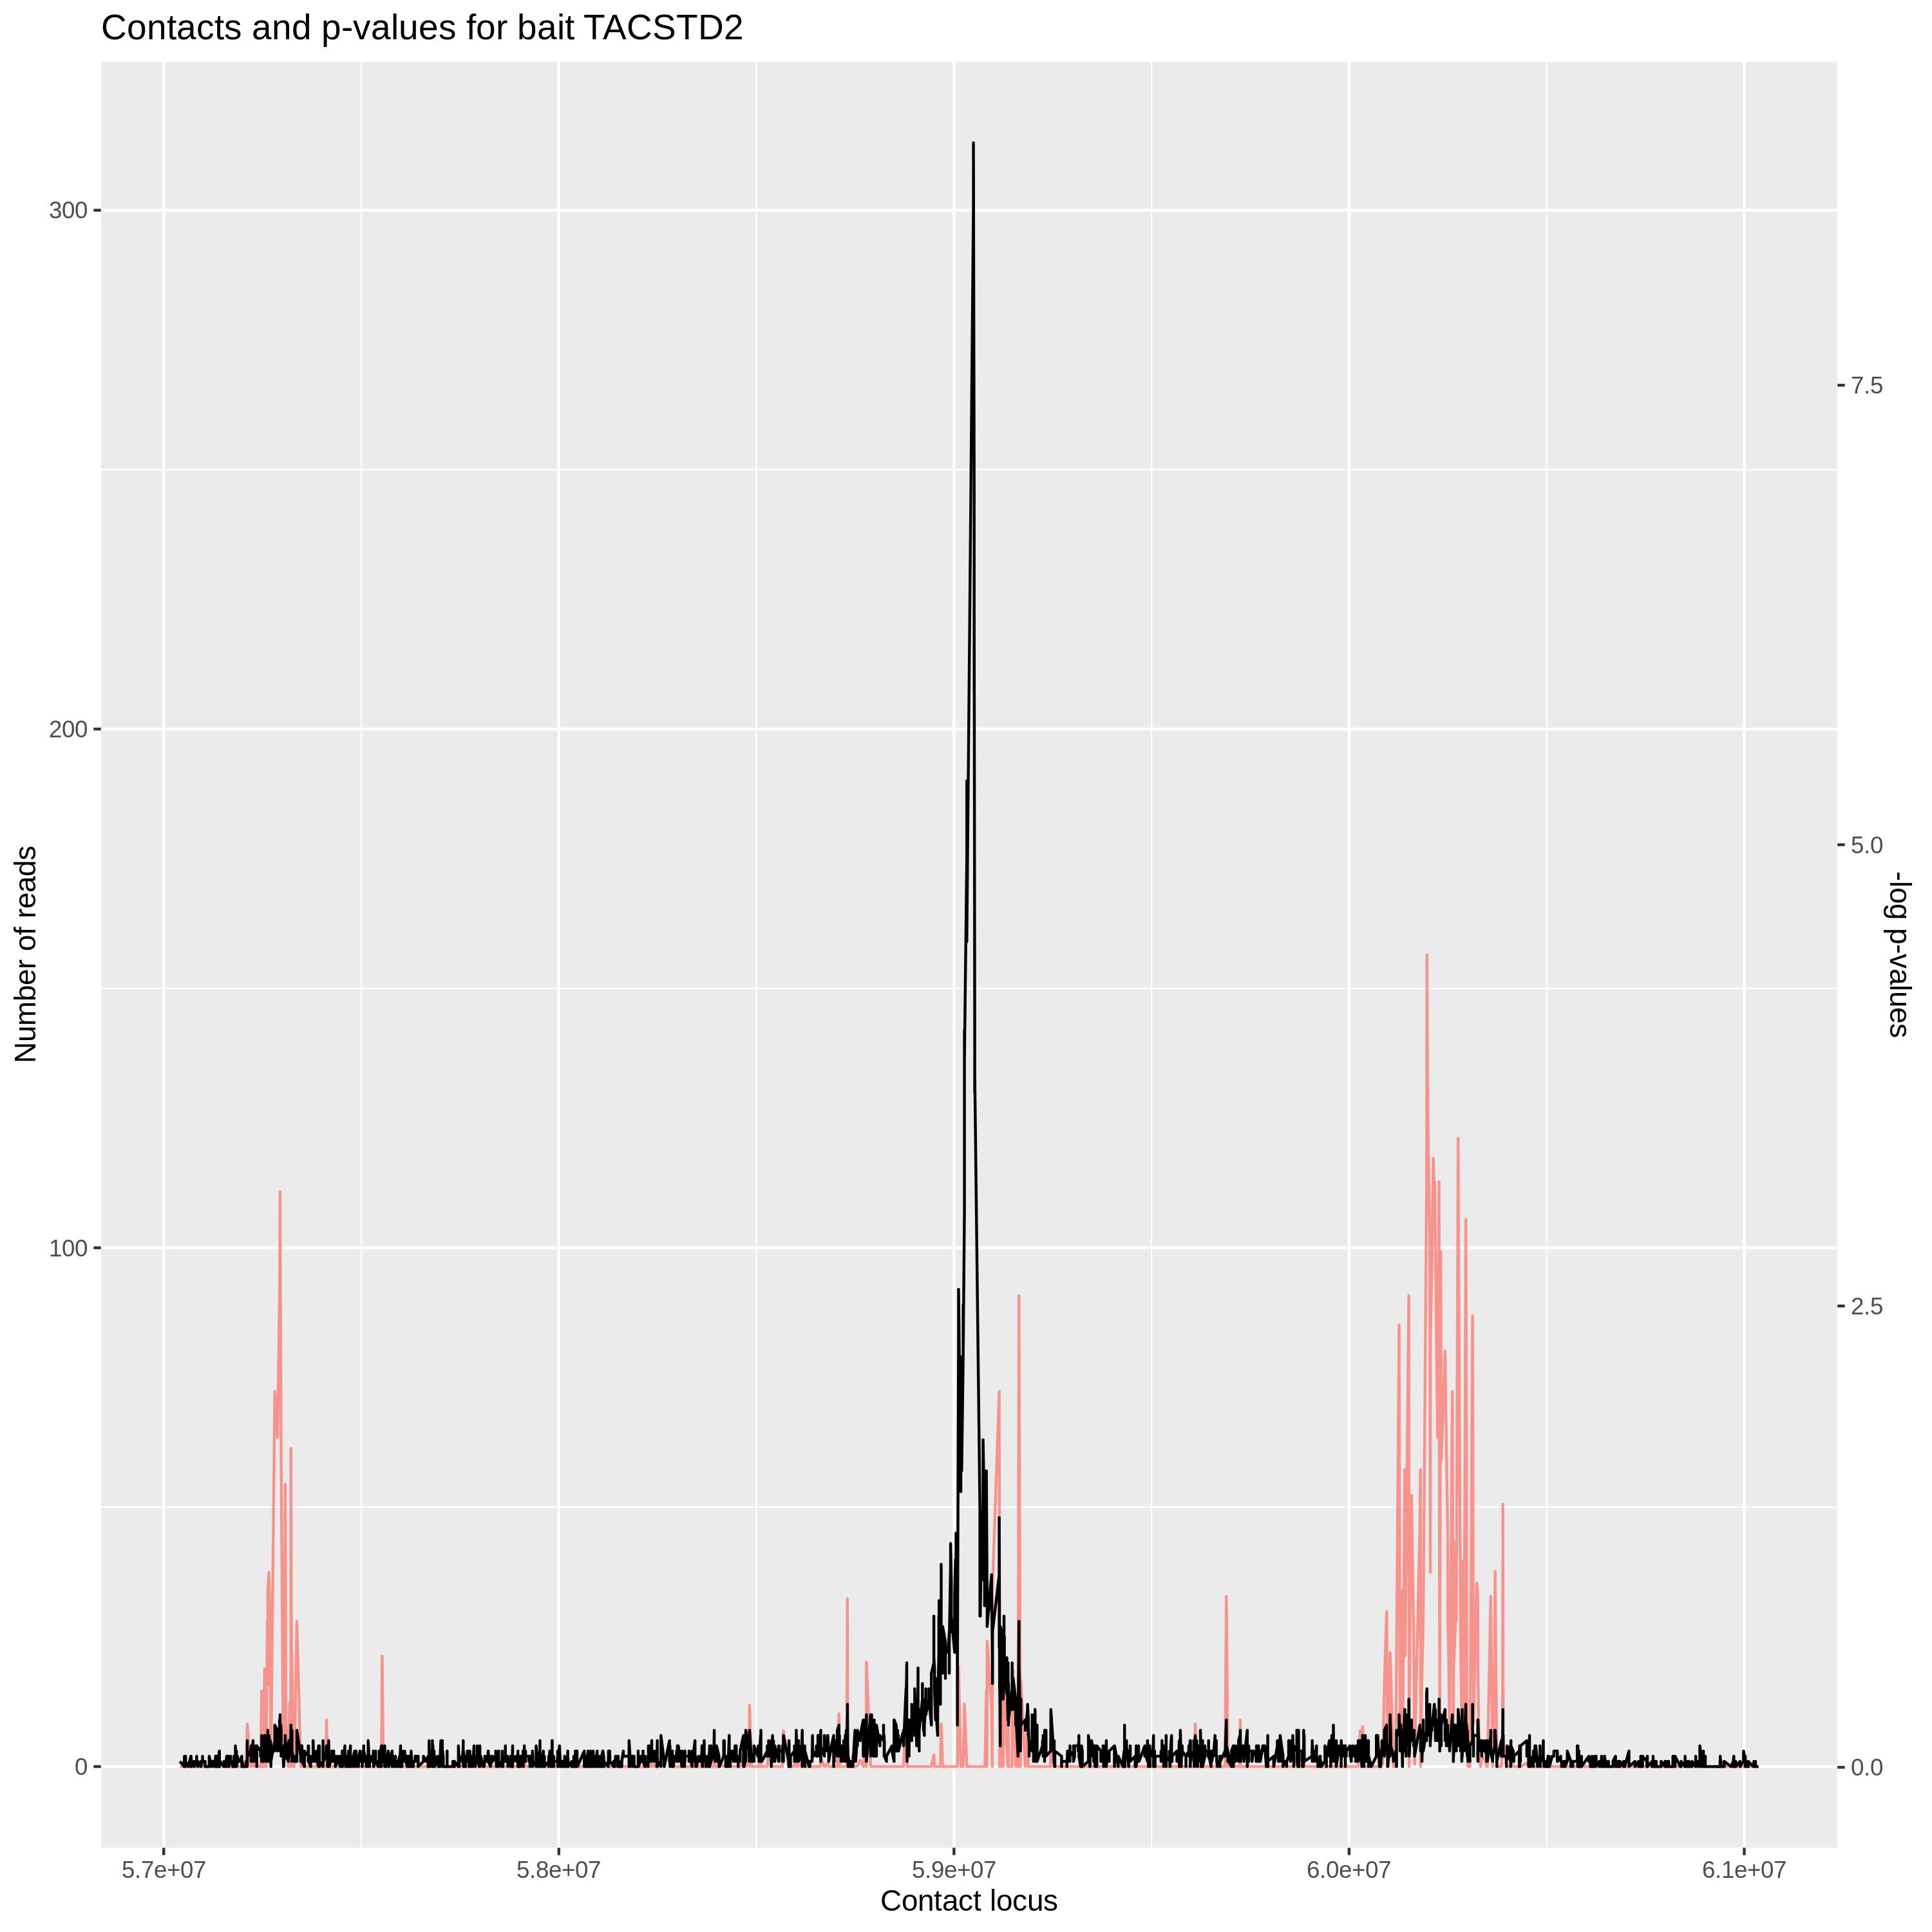 Contacts and p-values for bait TACSTD2
300
200
100
0
Number of reads
7.5
5.0
2.5
0.0
-log p-values
5.7e+07
5.8e+07
5.9e+07
6.0e+07
6.1e+07
Contact locus